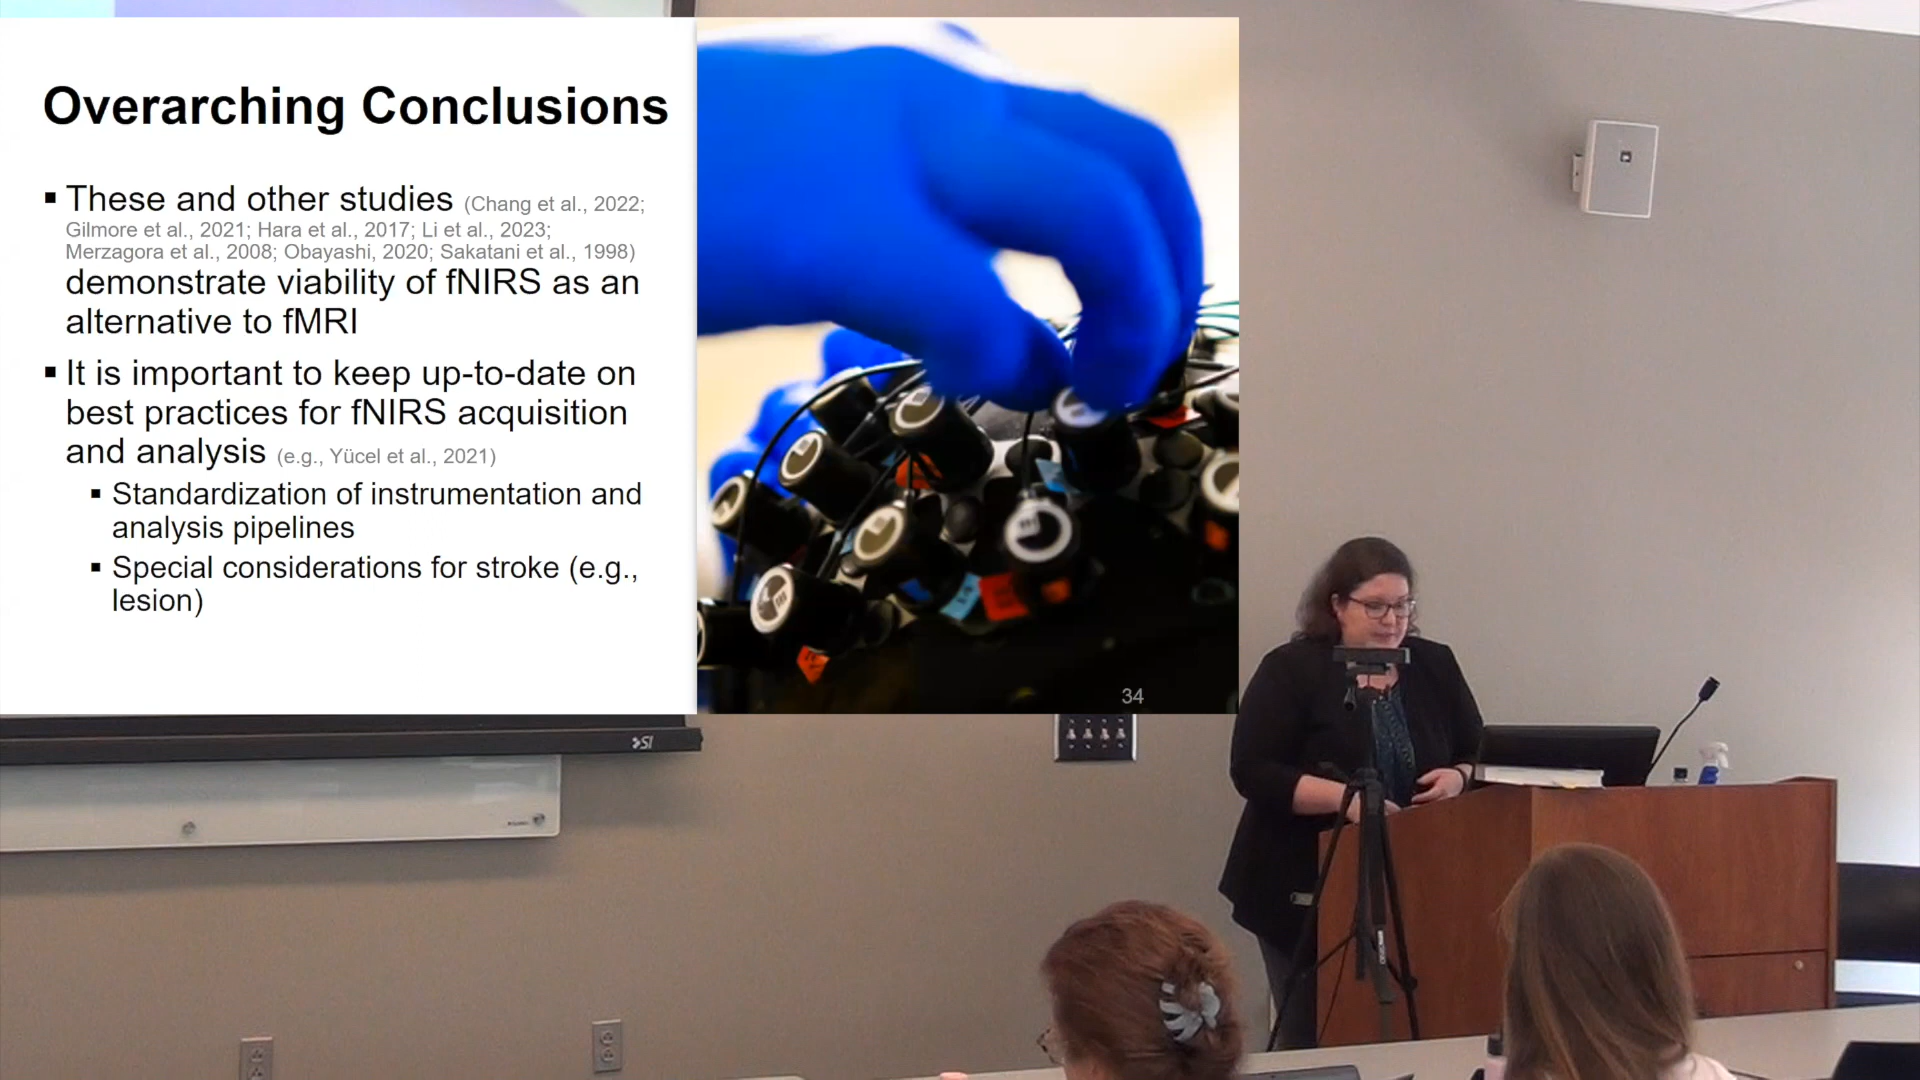 Overarching Conclusions
▪ These and other studies (Chang et al., 2022;
Gilmore et al., 2021; Hara et al., 2017; Li et al., 2023;
Merzagora et al., 2008; Obayashi, 2020; Sakatani et al., 1998)
demonstrate viability of fNIRS as an
alternative to fMRI
▪ It is important to keep up-to-date on
best practices for fNIRS acquisition
and analysis (e.g., Yücel et al., 2021)
▪ Standardization of instrumentation and
analysis pipelines
▪ Special considerations for stroke (e.g.,
lesion)
34
SI